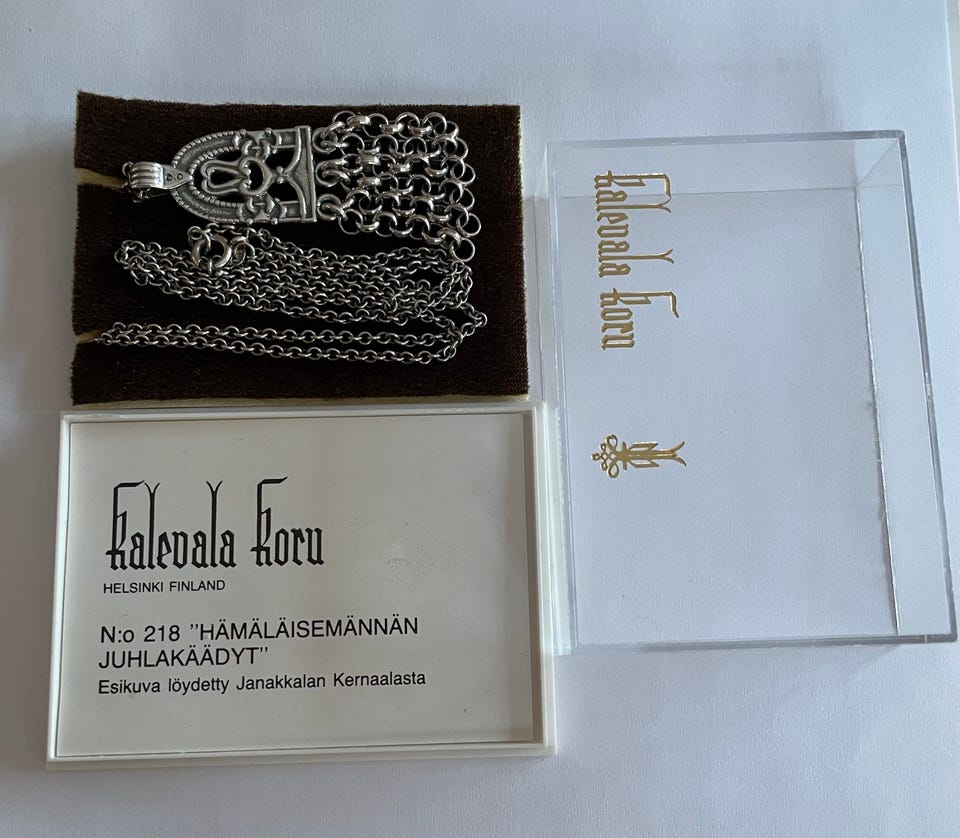 Kalevala Koru
HELSINKI FINLAND
N:o 218 "HÄMÄLÄISEMÄNNÄN
JUHLAKÄÄDYT"
Esikuva löydetty Janakkalan Kernaalasta
Kalevala Koru